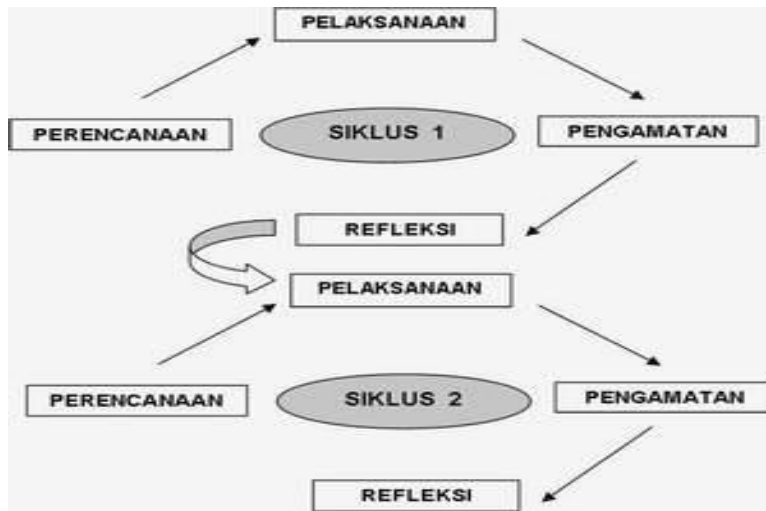 PELAKSANAAN
PERENCANAAN
SIKLUS 1
PENGAMATAN
REFLEKSI
PELAKSANAAN
PERENCANAAN
SIKLUS 2
PENGAMATAN
REFLEKSI